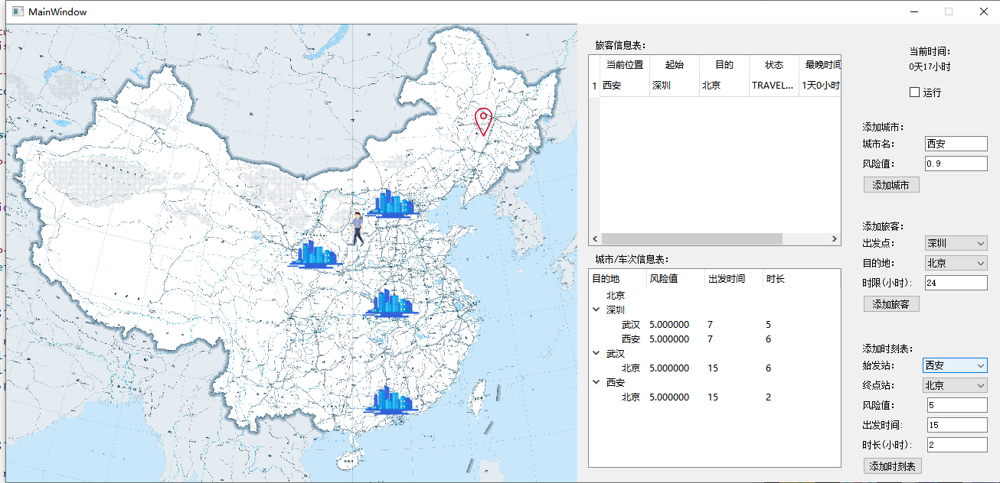 MainWindow
旅客信息表：
当前位置 起始 目的 状态 最晚时间
1 西安 深圳 北京 TRAVEL... 1天0小时
城市/车次信息表：
目的地 风险值 出发时间 时长
北京
深圳
武汉 5.000000 7 5
西安 5.000000 7 6
武汉
北京 5.000000 15 6
西安
北京 5.000000 15 2
当前时间：
0天17小时
运行
添加城市：
城市名： 西安
风险值： 0.9
添加城市
添加旅客：
出发点： 深圳
目的地： 北京
时限(小时)： 24
添加旅客
添加时刻表：
始发站： 西安
终点站： 北京
风险值： 5
出发时间： 15
时长(小时)： 2
添加时刻表